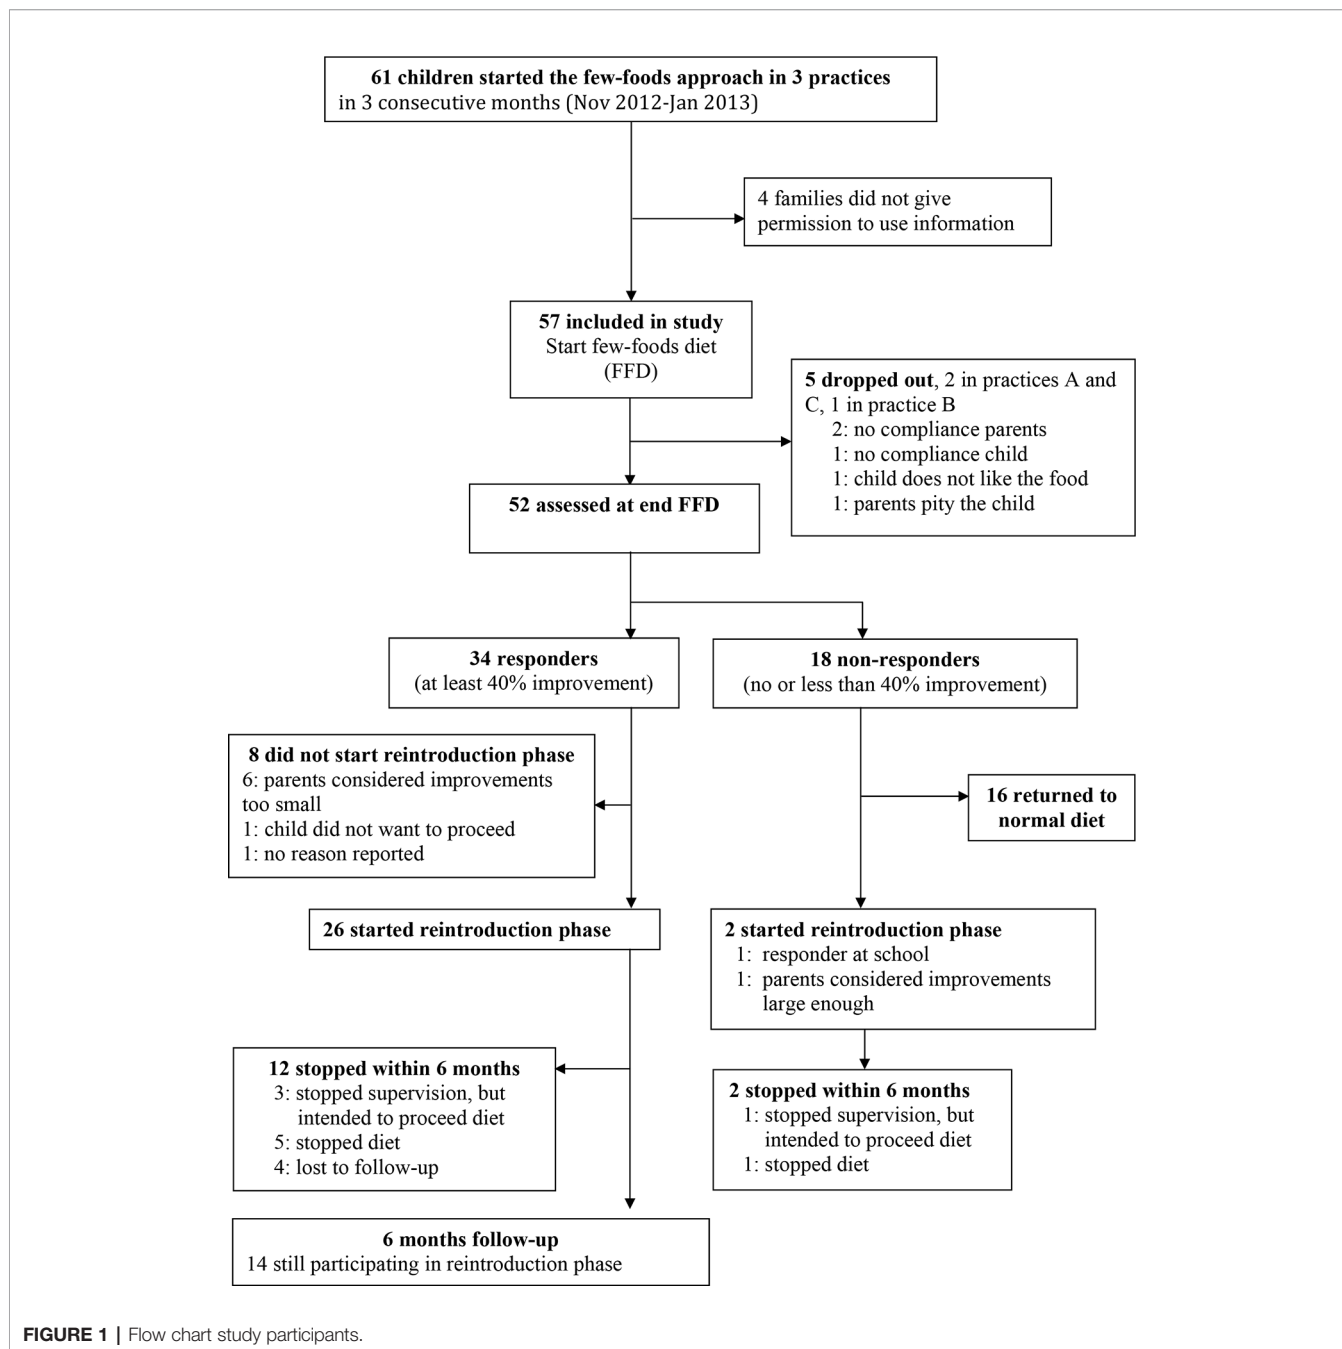 61 children started the few-foods approach in 3 practices
in 3 consecutive months (Nov 2012-Jan 2013)
4 families did not give
permission to use information
57 included in study
Start few-foods diet
(FFD)
5 dropped out, 2 in practices A and
C, 1 in practice B
2: no compliance parents
1: no compliance child
1: child does not like the food
1: parents pity the child
52 assessed at end FFD
34 responders
(at least 40% improvement)
18 non-responders
(no or less than 40% improvement)
8 did not start reintroduction phase
6: parents considered improvements
too small
1: child did not want to proceed
1: no reason reported
16 returned to
normal diet
26 started reintroduction phase
2 started reintroduction phase
1: responder at school
1: parents considered improvements
large enough
12 stopped within 6 months
3: stopped supervision, but
intended to proceed diet
5: stopped diet
4: lost to follow-up
2 stopped within 6 months
1: stopped supervision, but
intended to proceed diet
1: stopped diet
6 months follow-up
14 still participating in reintroduction phase
FIGURE 1 | Flow chart study participants.